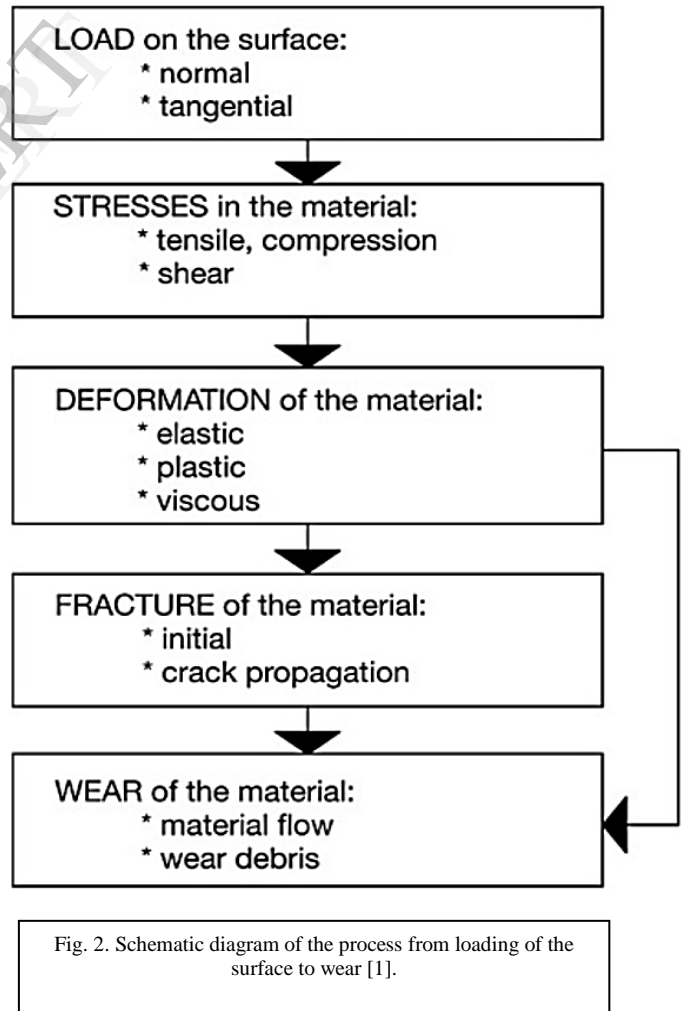 LOAD on the surface:
* normal
* tangential
STRESSES in the material:
* tensile, compression
* shear
DEFORMATION of the material:
* elastic
* plastic
* viscous
FRACTURE of the material:
* initial
* crack propagation
WEAR of the material:
* material flow
* wear debris
Fig. 2. Schematic diagram of the process from loading of the
surface to wear [1].